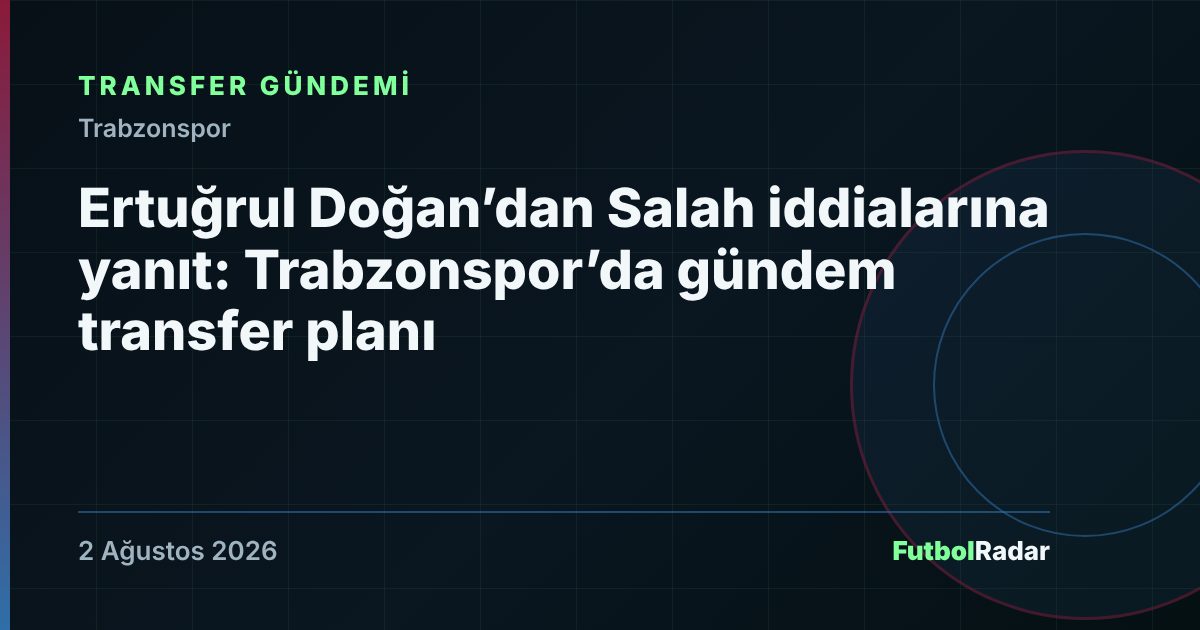 TRANSFER GÜNDEMİ
Trabzonspor
Ertuğrul Doğan’dan Salah iddialarına
yanıt: Trabzonspor’da gündem
transfer planı
2 Ağustos 2026
FutbolRadar